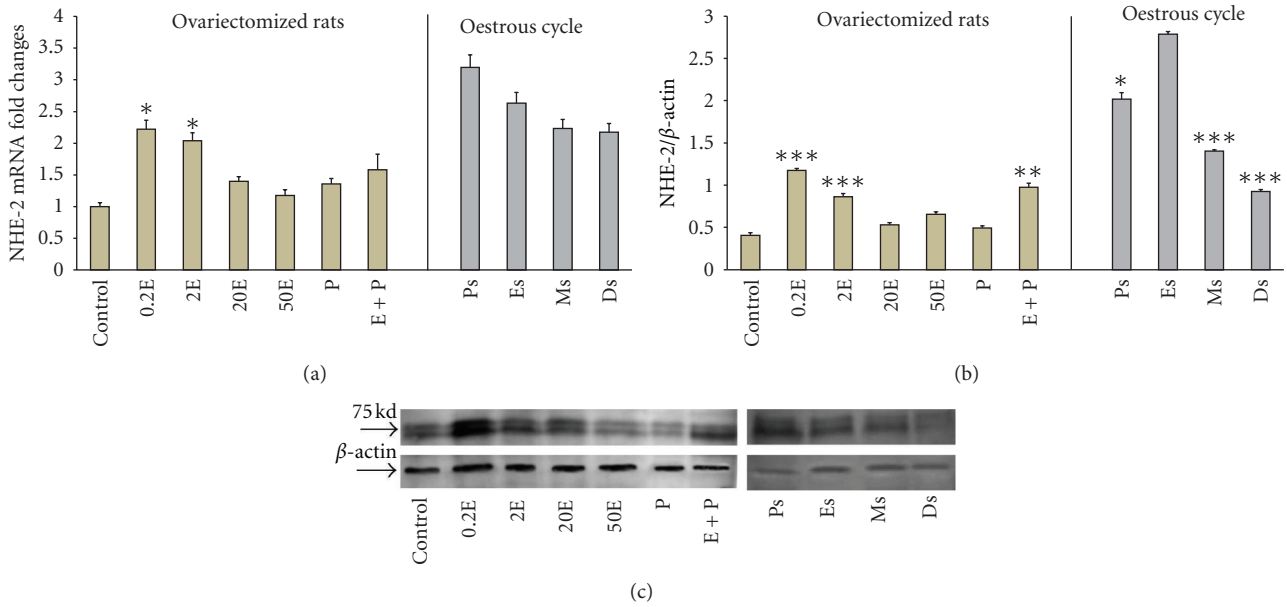 NHE-2 mRNA fold changes
4
3.5
3
2.5
2
1.5
1
0.5
0
Ovariectomized rats
Oestrous cycle
*
*
Control
0.2E
2E
20E
50E
P
E + P
Ps
Es
Ms
Ds
(a)
NHE-2/β-actin
3
2.5
2
1.5
1
0.5
0
Ovariectomized rats
Oestrous cycle
***
***
**
*
***
***
Control
0.2E
2E
20E
50E
P
E + P
Ps
Es
Ms
Ds
(b)
75 kd
β-actin
Control
0.2E
2E
20E
50E
P
E + P
Ps
Es
Ms
Ds
(c)